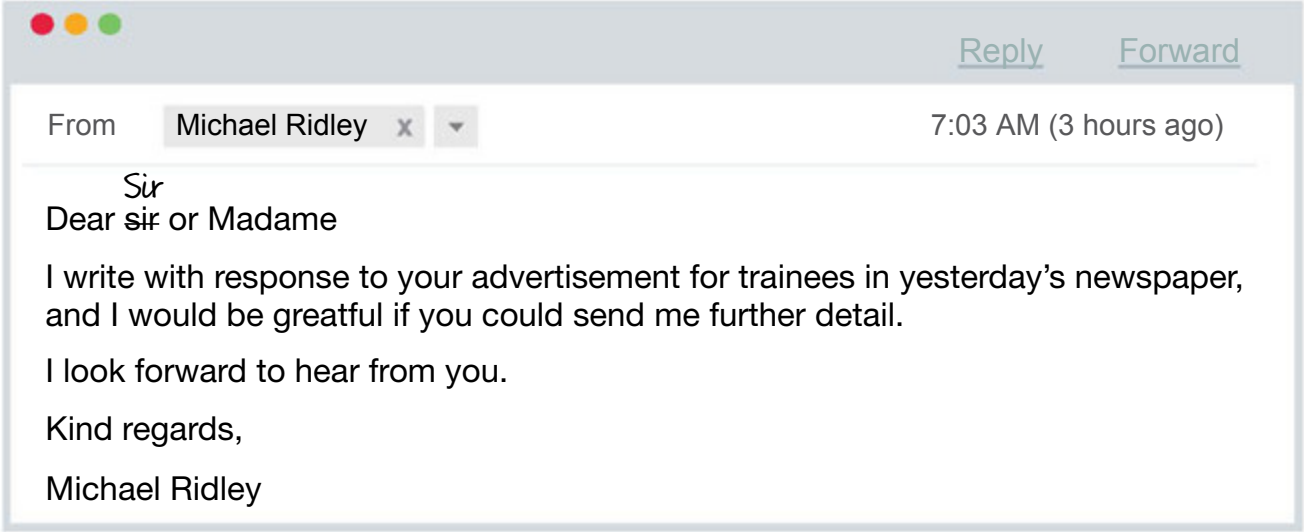 Reply Forward
From Michael Ridley x 7:03 AM (3 hours ago)
Sir
Dear sir or Madame
I write with response to your advertisement for trainees in yesterday’s newspaper,
and I would be greatful if you could send me further detail.
I look forward to hear from you.
Kind regards,
Michael Ridley